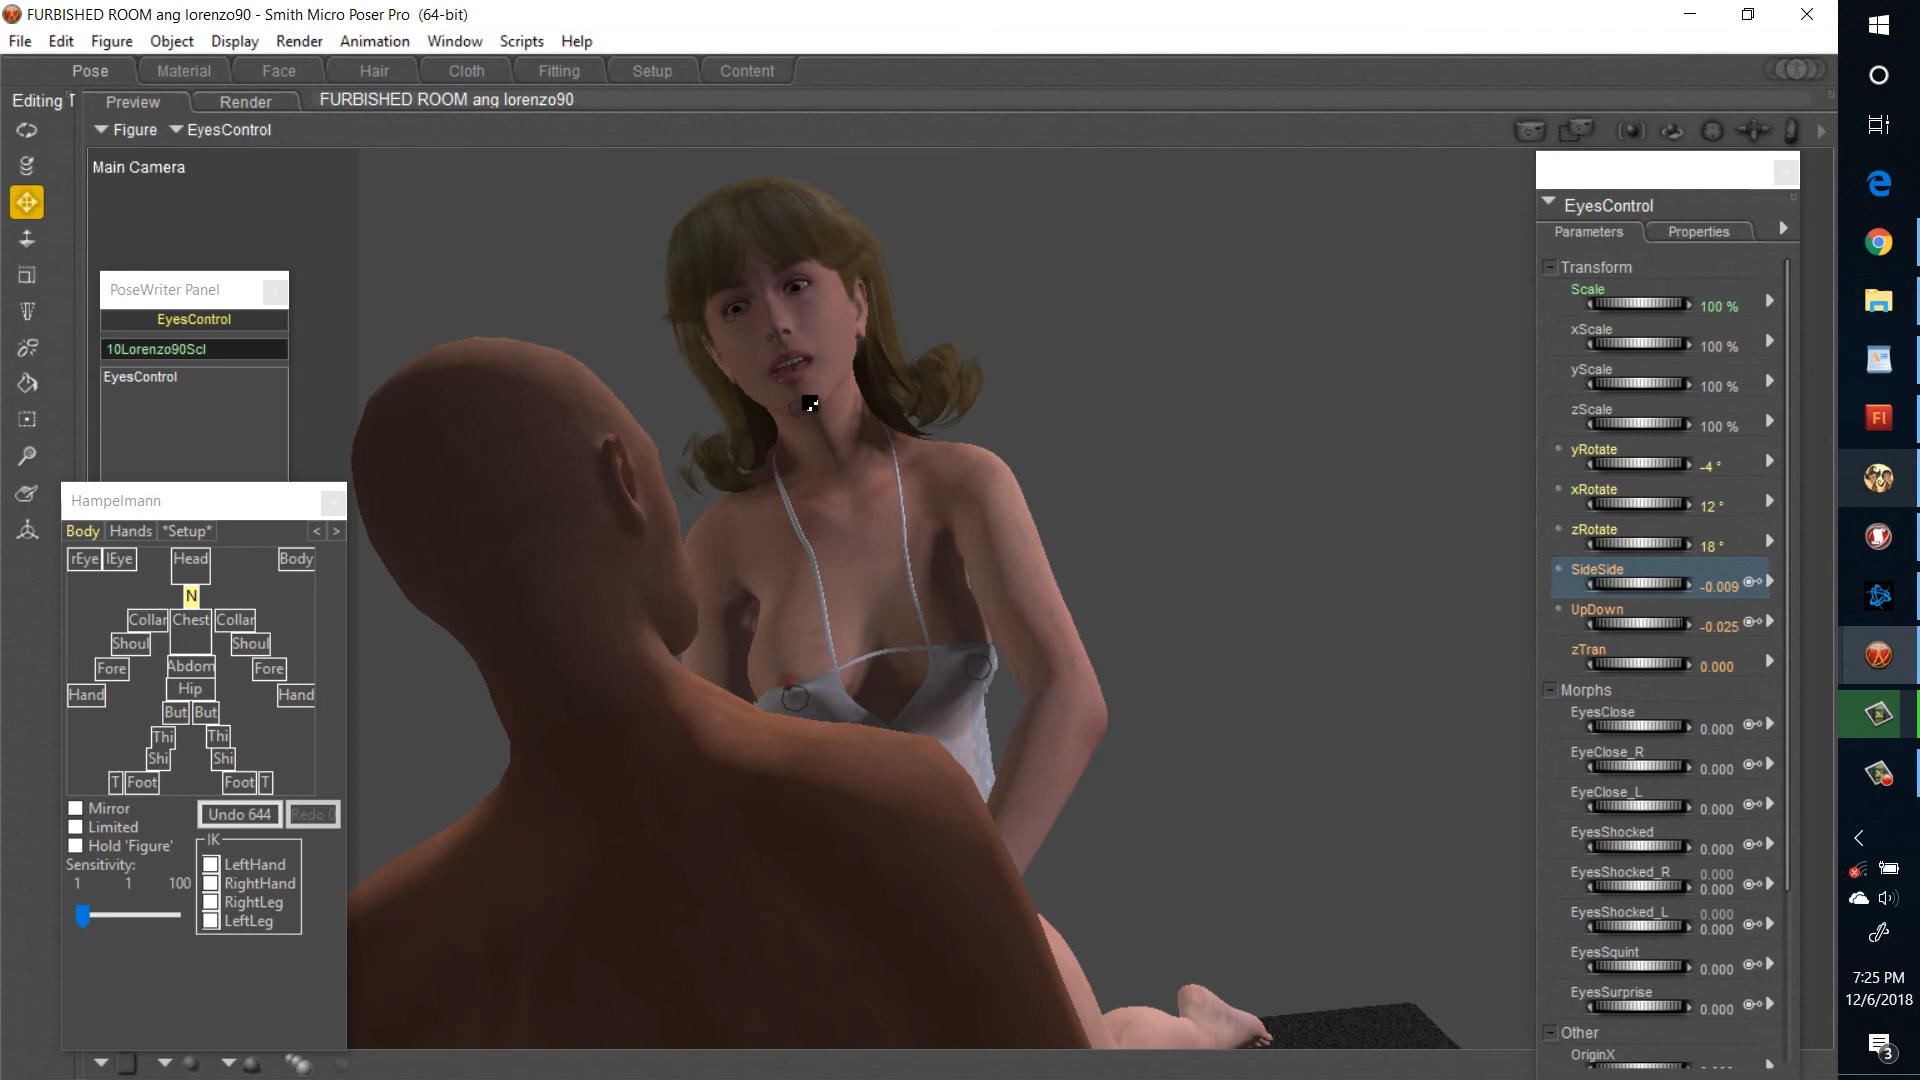 FURBISHED ROOM ang lorenzo90 - Smith Micro Poser Pro (64-bit)
File Edit Figure Object Display Render Animation Window Scripts Help
Pose Material Face Hair Cloth Fitting Setup Content
Editing T
Preview Render FURBISHED ROOM ang lorenzo90
Figure EyesControl
Main Camera
PoseWriter Panel
EyesControl
10Lorenzo90Scl
EyesControl
Hampelmann
Body Hands *Setup* < >
rEye lEye Head Body
N
Collar Chest Collar
Shoul Shoul
Fore Abdom Fore
Hand Hip Hand
But But
Thi Thi
Shi Shi
T Foot Foot T
Mirror
Limited
Hold 'Figure'
Undo 644 Redo 0
Sensitivity:
1 1 100
IK
LeftHand
RightHand
RightLeg
LeftLeg
EyesControl
Parameters Properties
Transform
Scale
100 %
xScale
100 %
yScale
100 %
zScale
100 %
yRotate
-4 °
xRotate
12 °
zRotate
18 °
SideSide
-0.009
UpDown
-0.025
zTran
0.000
Morphs
EyesClose
0.000
EyeClose_R
0.000
EyeClose_L
0.000
EyesShocked
0.000
EyesShocked_R 0.000
0.000
EyesShocked_L 0.000
0.000
EyesSquint
0.000
EyesSurprise
0.000
Other
OriginX
Fl
7:25 PM
12/6/2018
3